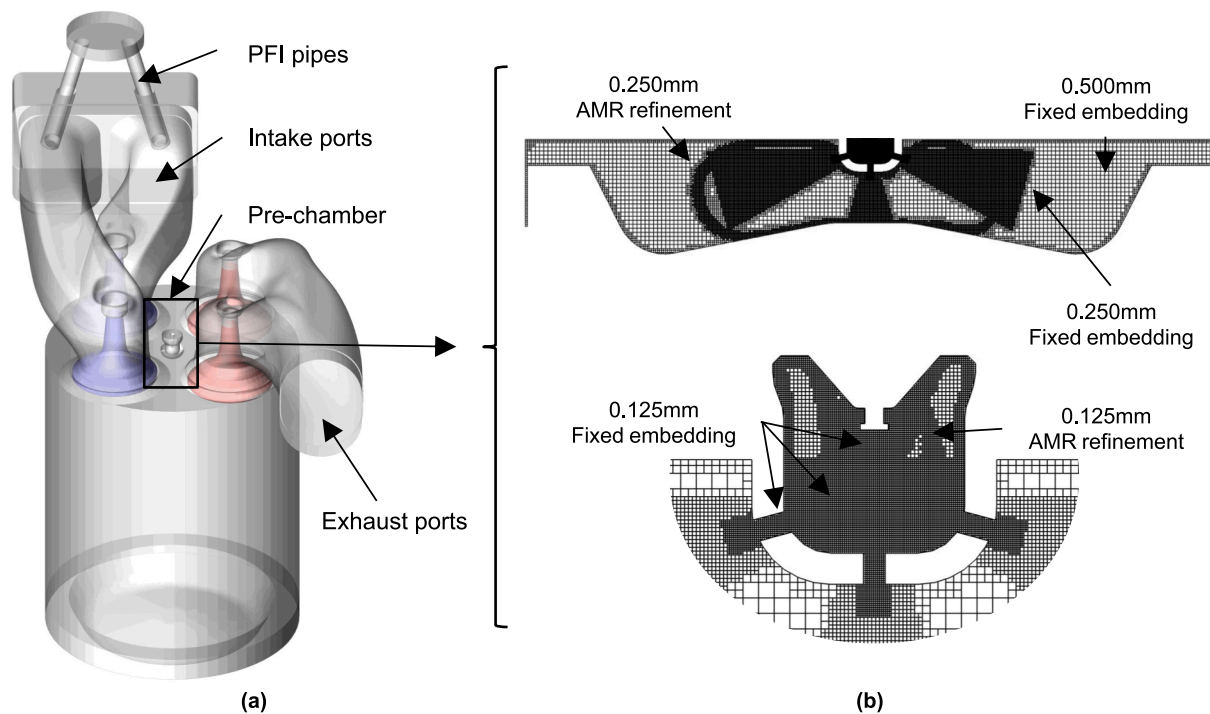 (a)
PFI pipes
Intake ports
Pre-chamber
Exhaust ports
(b)
0.250mm
AMR refinement
0.500mm
Fixed embedding
0.250mm
Fixed embedding
0.125mm
Fixed embedding
0.125mm
AMR refinement